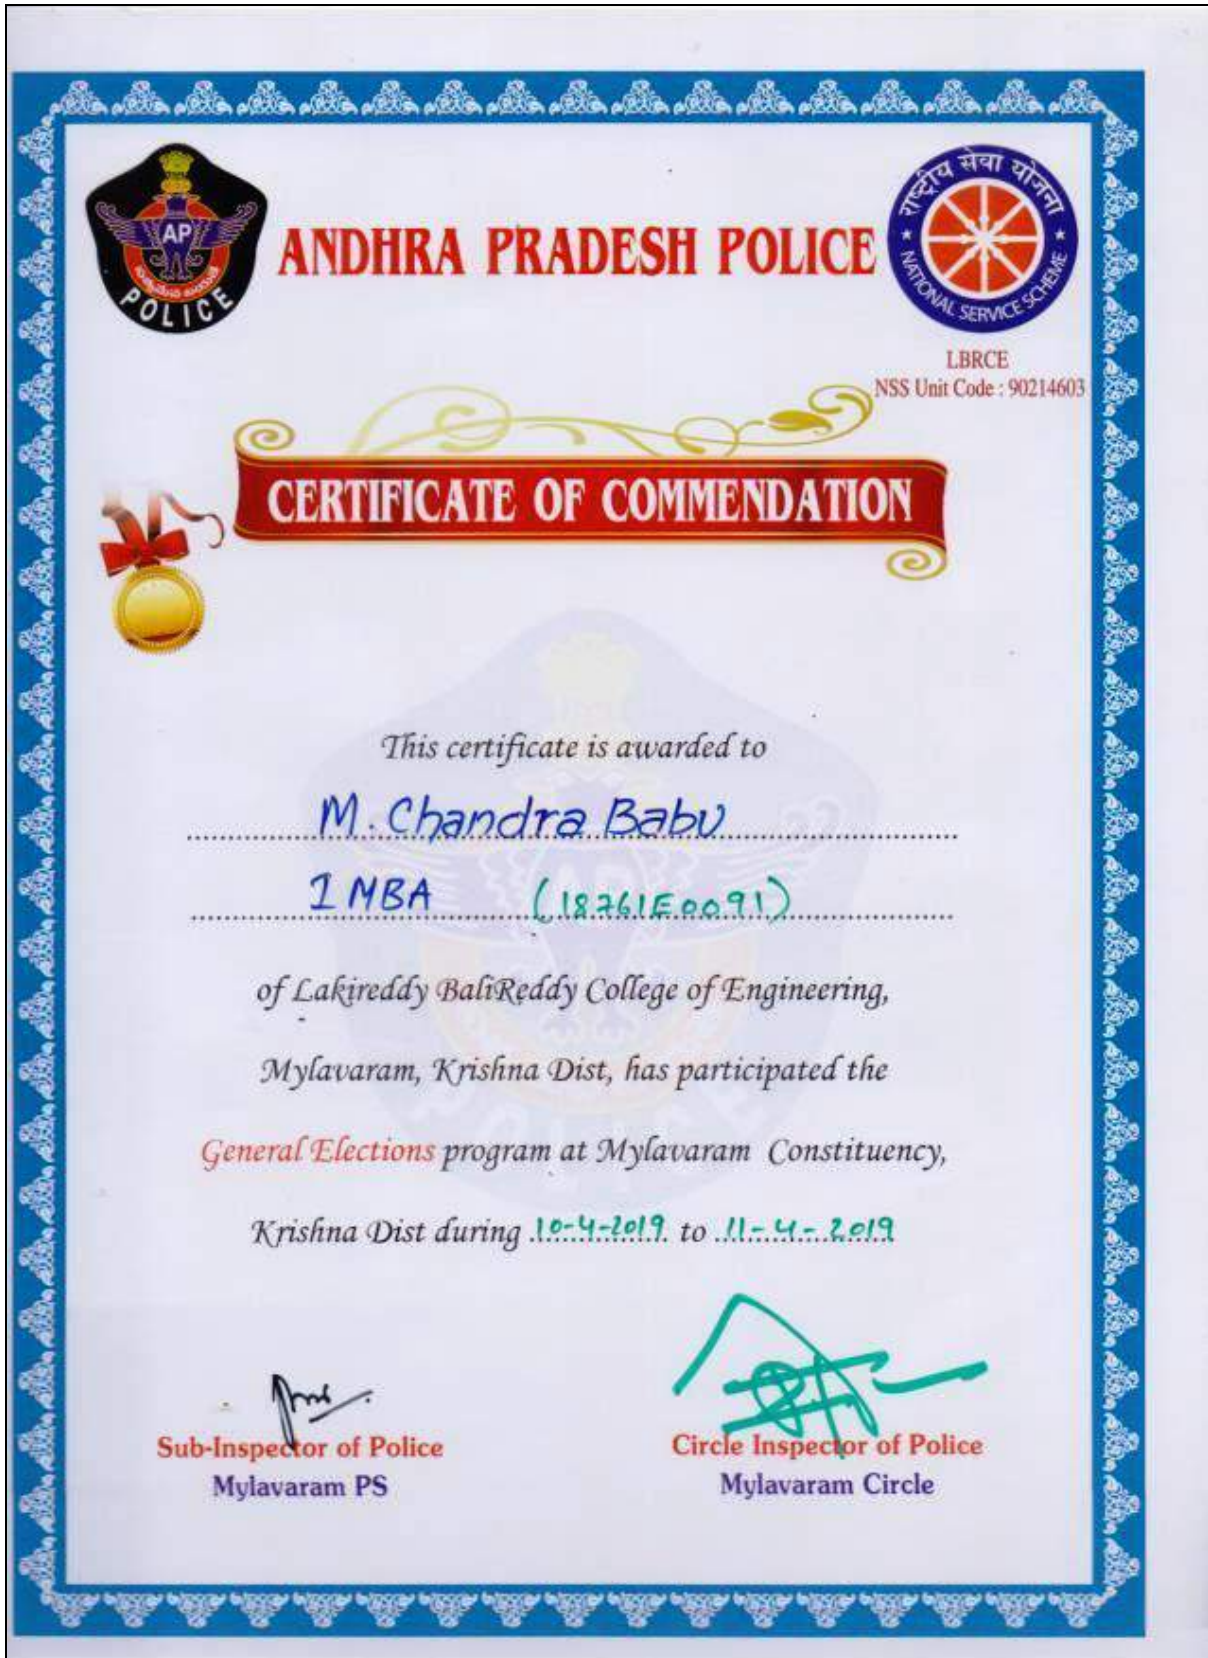 AP
POLICE
ANDHRA PRADESH POLICE
राष्ट्रीय सेवा योजना
NATIONAL SERVICE SCHEME
LBRCE
NSS Unit Code : 90214603
CERTIFICATE OF COMMENDATION
This certificate is awarded to
M. Chandra Babu
I MBA (18761E0091)
of Lakireddy BaliReddy College of Engineering,
Mylavaram, Krishna Dist, has participated the
General Elections program at Mylavaram Constituency,
Krishna Dist during 10-4-2019 to 11-4-2019
Sub-Inspector of Police
Mylavaram PS
Circle Inspector of Police
Mylavaram Circle